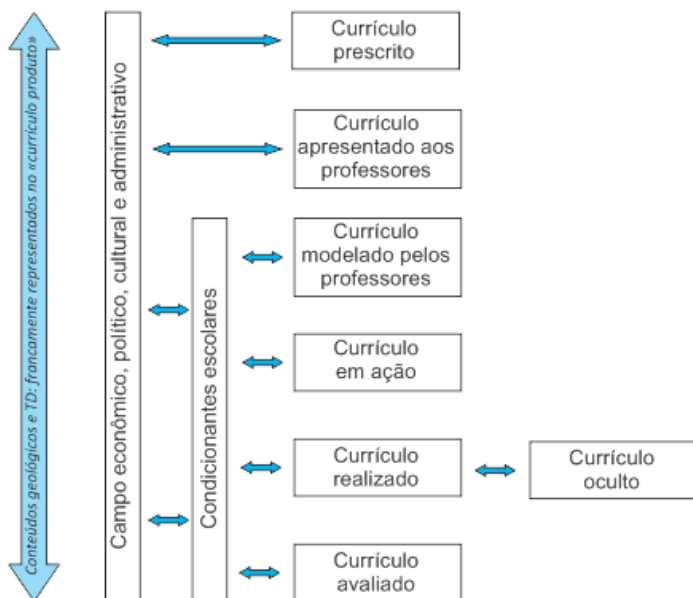 Conteúdos geológicos e TD: francamente representados no «currículo produto»
Campo econômico, político, cultural e administrativo
Condicionantes escolares
Currículo
prescrito
Currículo
apresentado aos
professores
Currículo
modelado pelos
professores
Currículo
em ação
Currículo
realizado
Currículo
oculto
Currículo
avaliado